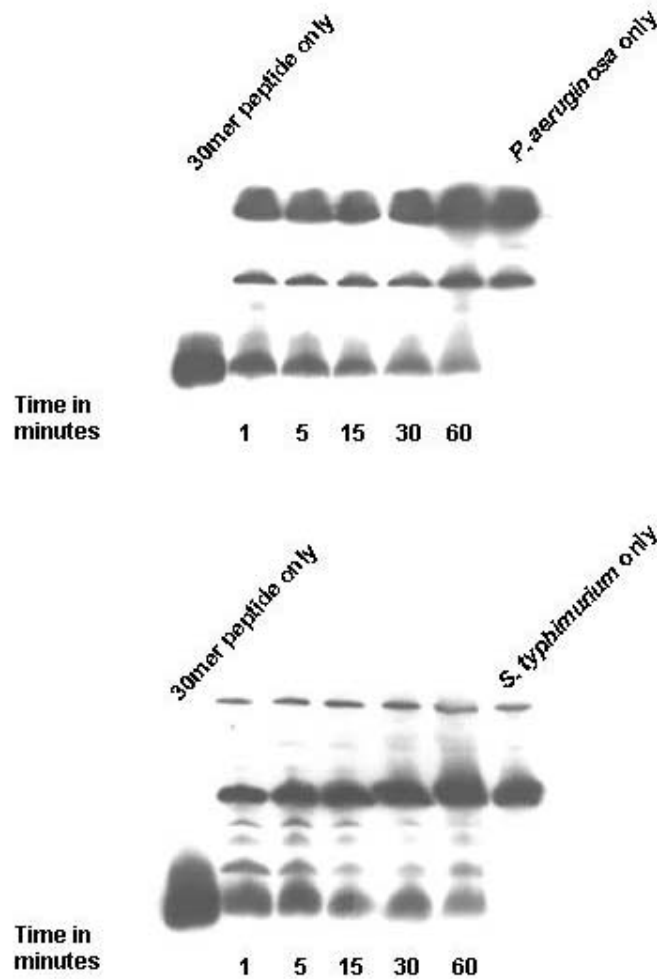 30mer peptide only
P. aeruginosa only
Time in
minutes
1 5 15 30 60
30mer peptide only
S. typhimurium only
Time in
minutes
1 5 15 30 60